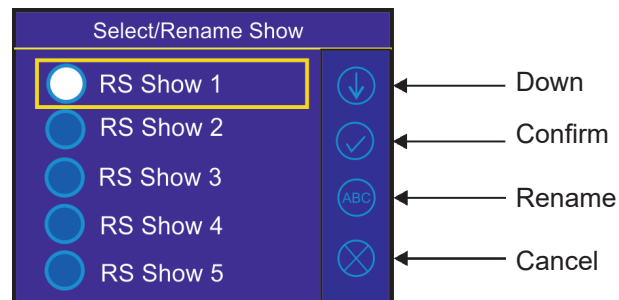 Select/Rename Show
RS Show 1
RS Show 2
RS Show 3
RS Show 4
RS Show 5
ABC
Down
Confirm
Rename
Cancel